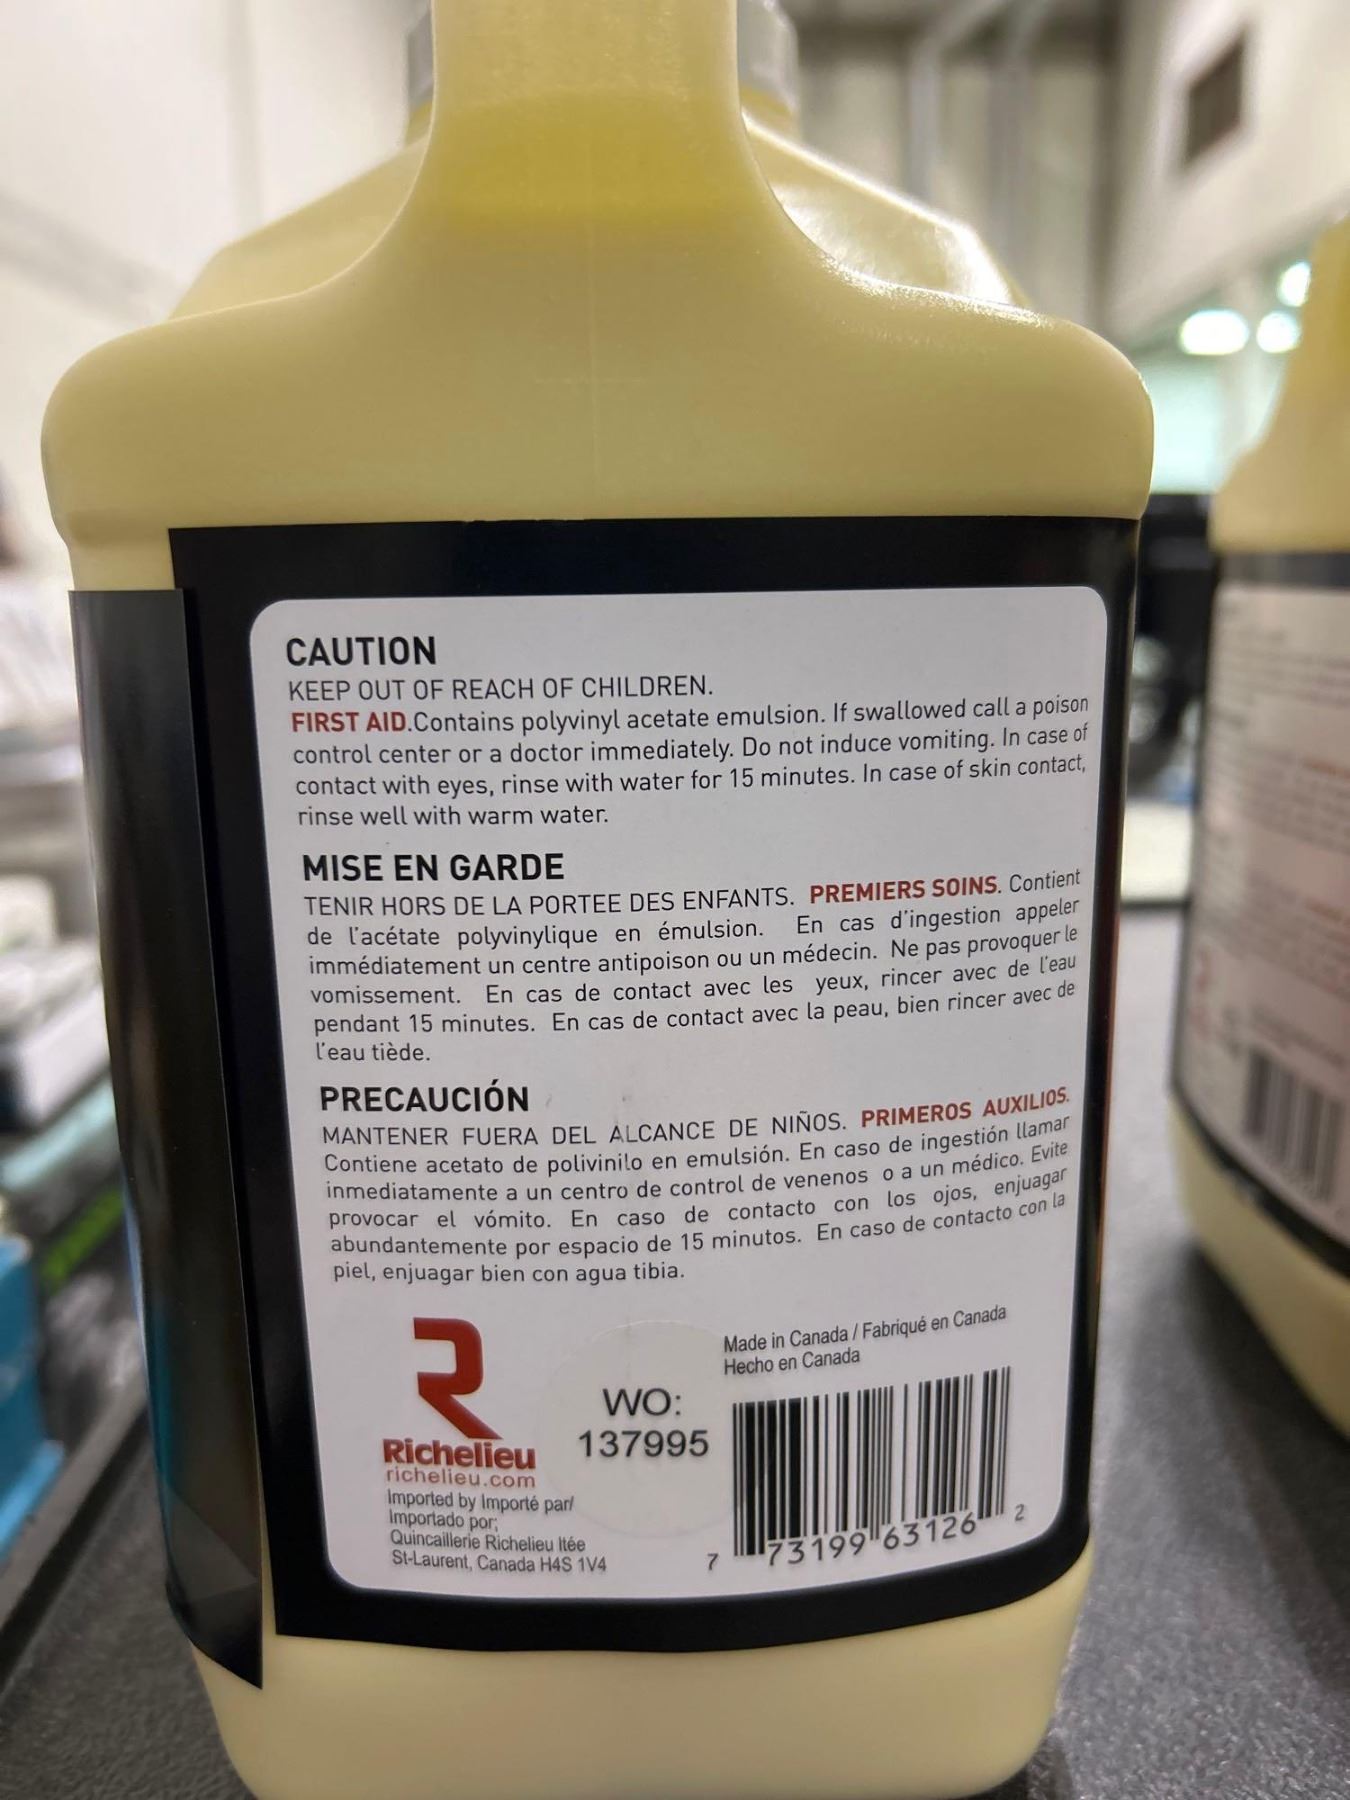 CAUTION
KEEP OUT OF REACH OF CHILDREN.
FIRST AID.Contains polyvinyl acetate emulsion. If swallowed call a poison
control center or a doctor immediately. Do not induce vomiting. In case of
contact with eyes, rinse with water for 15 minutes. In case of skin contact,
rinse well with warm water.
MISE EN GARDE
TENIR HORS DE LA PORTEE DES ENFANTS. PREMIERS SOINS. Contient
de l'acétate polyvinylique en émulsion. En cas d'ingestion appeler
immédiatement un centre antipoison ou un médecin. Ne pas provoquer le
vomissement. En cas de contact avec les yeux, rincer avec de l'eau
pendant 15 minutes. En cas de contact avec la peau, bien rincer avec de
l'eau tiède.
PRECAUCIÓN
MANTENER FUERA DEL ALCANCE DE NIÑOS. PRIMEROS AUXILIOS.
Contiene acetato de polivinilo en emulsión. En caso de ingestión llamar
inmediatamente a un centro de control de venenos o a un médico. Evite
provocar el vómito. En caso de contacto con los ojos, enjuagar
abundantemente por espacio de 15 minutos. En caso de contacto con la
piel, enjuagar bien con agua tibia.
Richelieu
richelieu.com
Imported by Importé par/
Importado por;
Quincaillerie Richelieu ltée
St-Laurent, Canada H4S 1V4
WO:
137995
Made in Canada / Fabriqué en Canada
Hecho en Canada
7 73199 63126 2